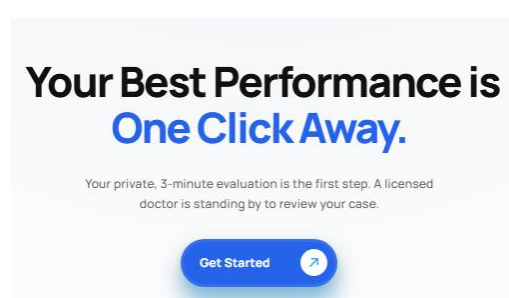 Your Best Performance is
One Click Away.
Your private, 3-minute evaluation is the first step. A licensed
doctor is standing by to review your case.
Get Started